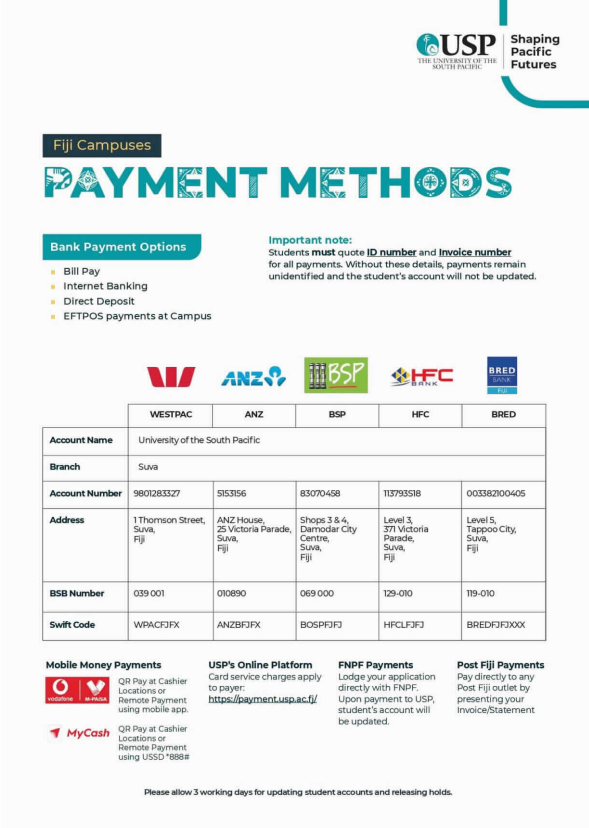 USP
THE UNIVERSITY OF THE
SOUTH PACIFIC
Shaping
Pacific
Futures
Fiji Campuses
PAYMENT METHODS
Bank Payment Options
Bill Pay
Internet Banking
Direct Deposit
EFTPOS payments at Campus
Important note:
Students must quote ID number and Invoice number
for all payments. Without these details, payments remain
unidentified and the student's account will not be updated.
ANZ
BSP
HFC
BANK
BRED
BANK
FIJI
WESTPAC ANZ BSP HFC BRED
Account Name University of the South Pacific
Branch Suva
Account Number 9801283327 5153156 83070458 113793518 003382100405
Address
1 Thomson Street,
Suva,
Fiji
ANZ House,
25 Victoria Parade,
Suva,
Fiji
Shops 3 & 4,
Damodar City
Centre,
Suva,
Fiji
Level 3,
371 Victoria
Parade,
Suva,
Fiji
Level 5,
Tappoo City,
Suva,
Fiji
BSB Number 039 001 010890 069 000 129-010 119-010
Swift Code WPACFJFX ANZBFJFX BOSPFJFJ HFCLFJFJ BREDFJFJXXX
Mobile Money Payments
vodafone
M-PAiSA
QR Pay at Cashier
Locations or
Remote Payment
using mobile app.
MyCash
QR Pay at Cashier
Locations or
Remote Payment
using USSD *888#
USP's Online Platform
Card service charges apply
to payer:
https://payment.usp.ac.fj/
FNPF Payments
Lodge your application
directly with FNPF.
Upon payment to USP,
student's account will
be updated.
Post Fiji Payments
Pay directly to any
Post Fiji outlet by
presenting your
Invoice/Statement
Please allow 3 working days for updating student accounts and releasing holds.